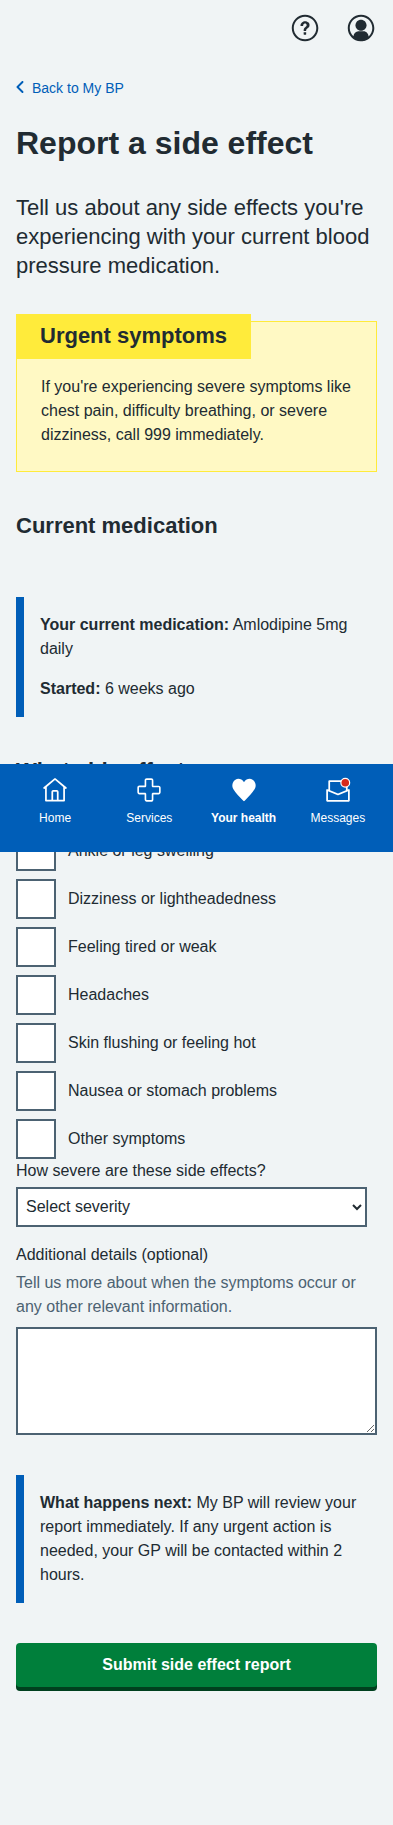 Back to My BP
Report a side effect
Tell us about any side effects you're
experiencing with your current blood
pressure medication.
Urgent symptoms
If you're experiencing severe symptoms like
chest pain, difficulty breathing, or severe
dizziness, call 999 immediately.
Current medication
Your current medication: Amlodipine 5mg
daily
Started: 6 weeks ago
Home
Services
Your health
Messages
Ankle or leg swelling
Dizziness or lightheadedness
Feeling tired or weak
Headaches
Skin flushing or feeling hot
Nausea or stomach problems
Other symptoms
How severe are these side effects?
Select severity
Additional details (optional)
Tell us more about when the symptoms occur or
any other relevant information.
What happens next: My BP will review your
report immediately. If any urgent action is
needed, your GP will be contacted within 2
hours.
Submit side effect report